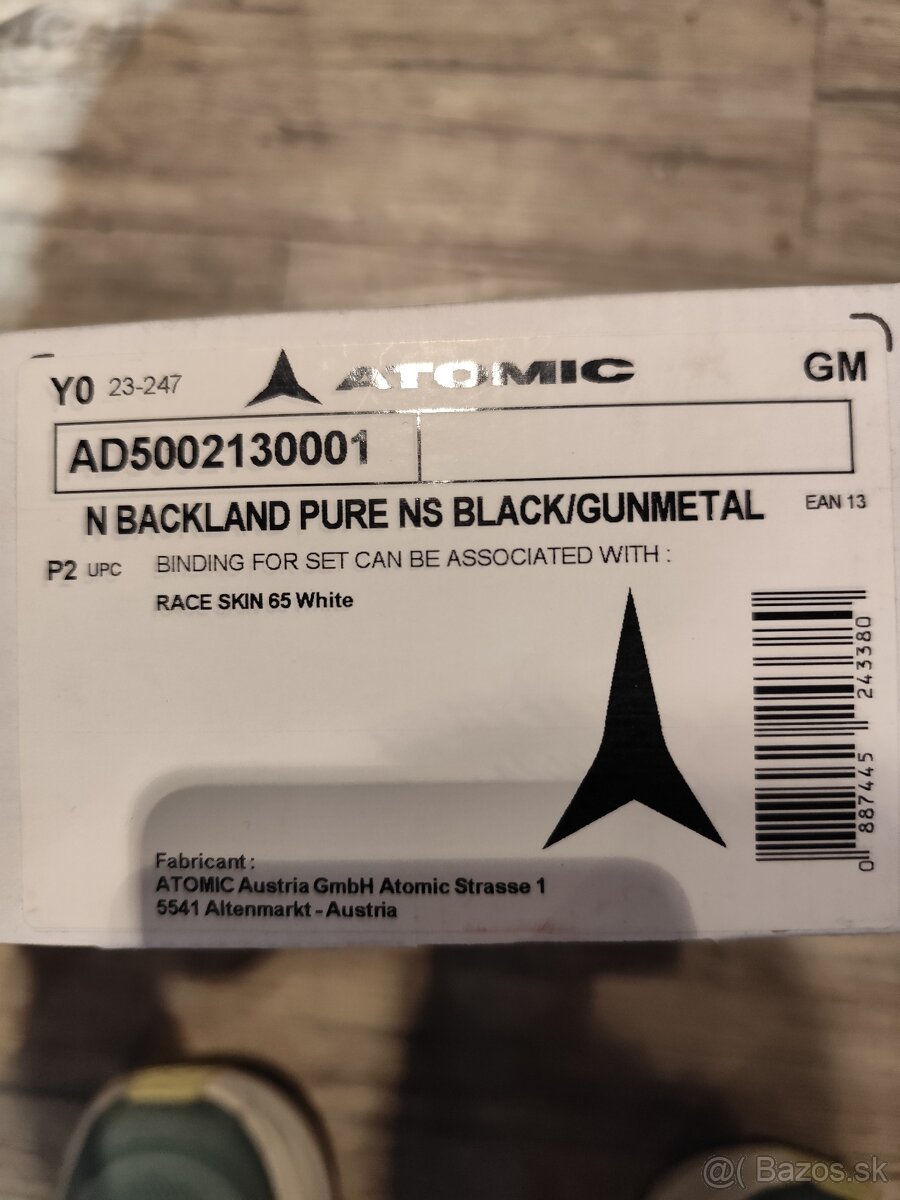 Y0 23-247 ATOMIC GM
AD5002130001
N BACKLAND PURE NS BLACK/GUNMETAL EAN 13
P2 UPC BINDING FOR SET CAN BE ASSOCIATED WITH :
RACE SKIN 65 White
0 887445 243380
Fabricant :
ATOMIC Austria GmbH Atomic Strasse 1
5541 Altenmarkt - Austria
@( Bazos.sk